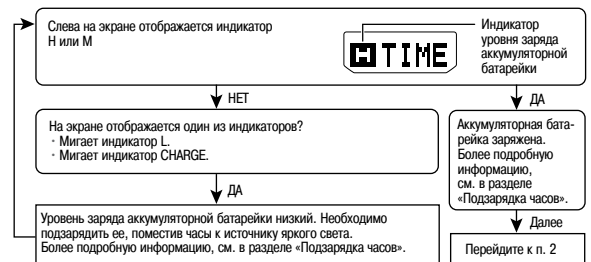 Слева на экране отображается индикатор
H или M
H TIME
Индикатор
уровня заряда
аккумуляторной
батарейки
НЕТ
ДА
На экране отображается один из индикаторов?
· Мигает индикатор L.
· Мигает индикатор CHARGE.
Аккумуляторная бата-
рейка заряжена.
Более подробную
информацию,
см. в разделе
«Подзарядка часов».
ДА
Далее
Уровень заряда аккумуляторной батарейки низкий. Необходимо
подзарядить ее, поместив часы к источнику яркого света.
Более подробную информацию, см. в разделе «Подзарядка часов».
Перейдите к п. 2